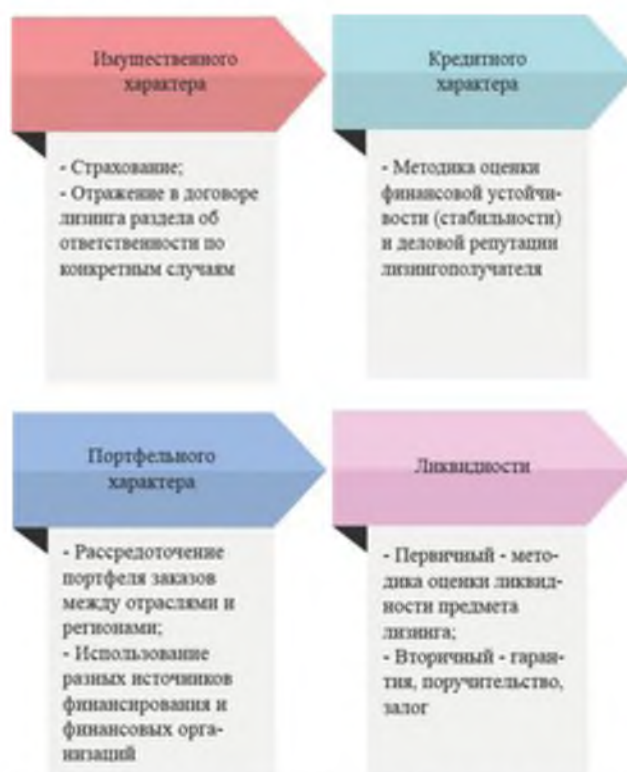 Имущественного
характера
- Страхование;
- Отражение в договоре
лизинга раздела об
ответственности по
конкретным случаям
Кредитного
характера
- Методика оценки
финансовой устойчи-
вости (стабильности)
и деловой репутации
лизингополучателя
Портфельного
характера
- Рассредоточение
портфеля заказов
между отраслями и
регионами;
- Использование
разных источников
финансирования и
финансовых орга-
низаций
Ликвидности
- Первичный - мето-
дика оценки ликвид-
ности предмета
лизинга;
- Вторичный - гаран-
тия, поручительство,
залог